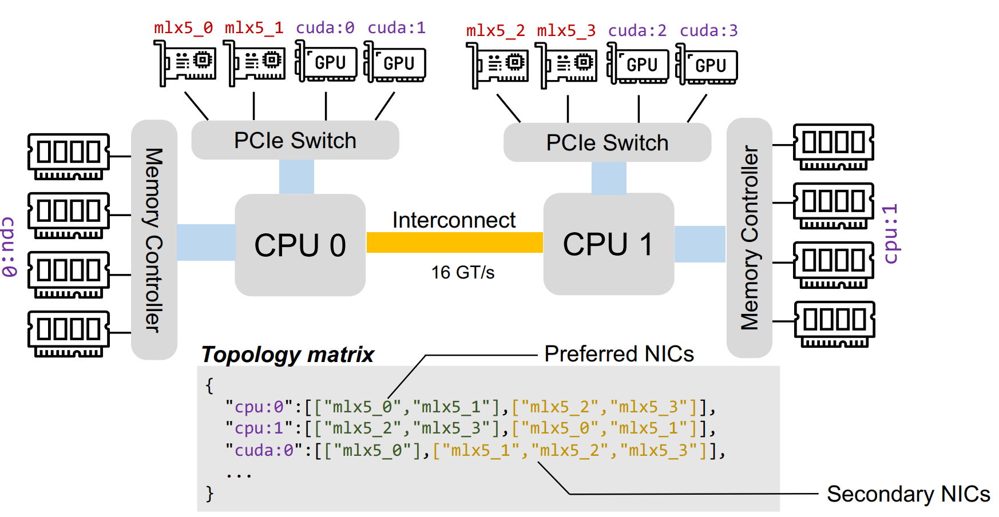 mlx5_0 mlx5_1 cuda:0 cuda:1
mlx5_2 mlx5_3 cuda:2 cuda:3
GPU GPU
GPU GPU
PCIe Switch
PCIe Switch
cpu:0
Memory Controller
CPU 0
Interconnect
16 GT/s
CPU 1
Memory Controller
cpu:1
Topology matrix
Preferred NICs
{
"cpu:0":[["mlx5_0","mlx5_1"],["mlx5_2","mlx5_3"]],
"cpu:1":[["mlx5_2","mlx5_3"],["mlx5_0","mlx5_1"]],
"cuda:0":[["mlx5_0"],["mlx5_1","mlx5_2","mlx5_3"]],
...
}
Secondary NICs